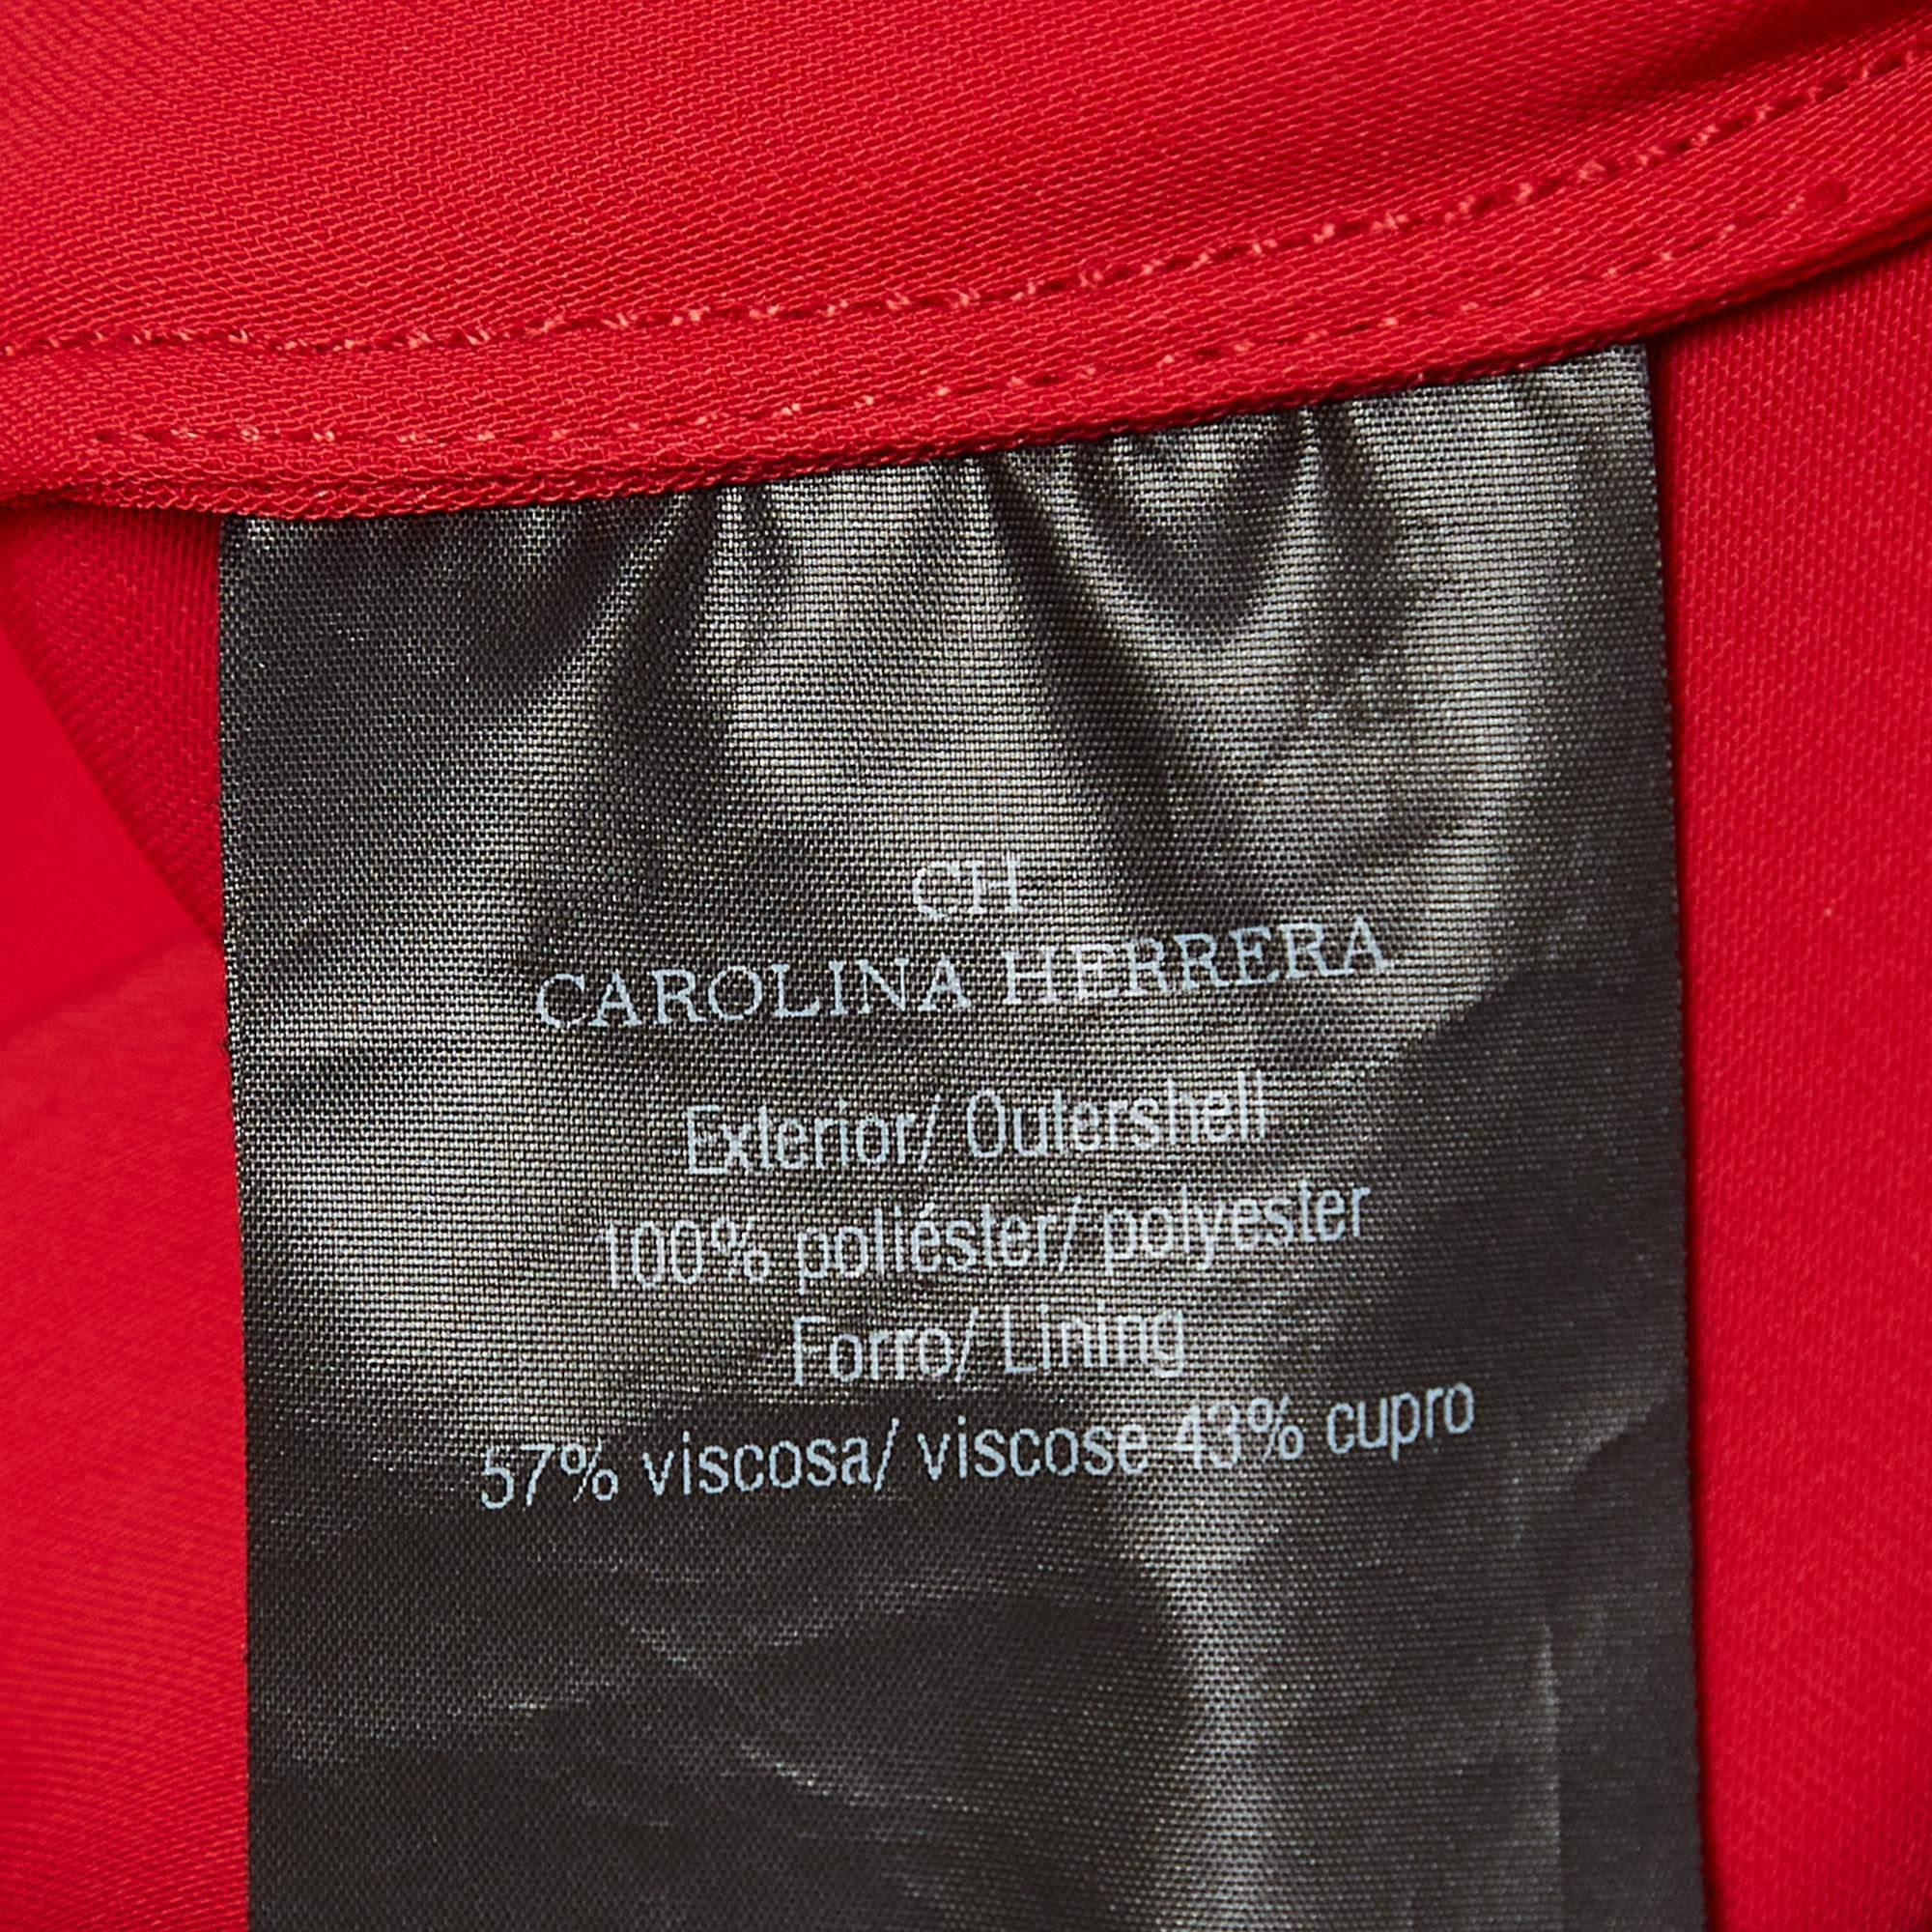 CH
CAROLINA HERRERA
Exterior/ Outershell
100% poliéster/ polyester
Forro/ Lining
57% viscosa/ viscose 43% cupro